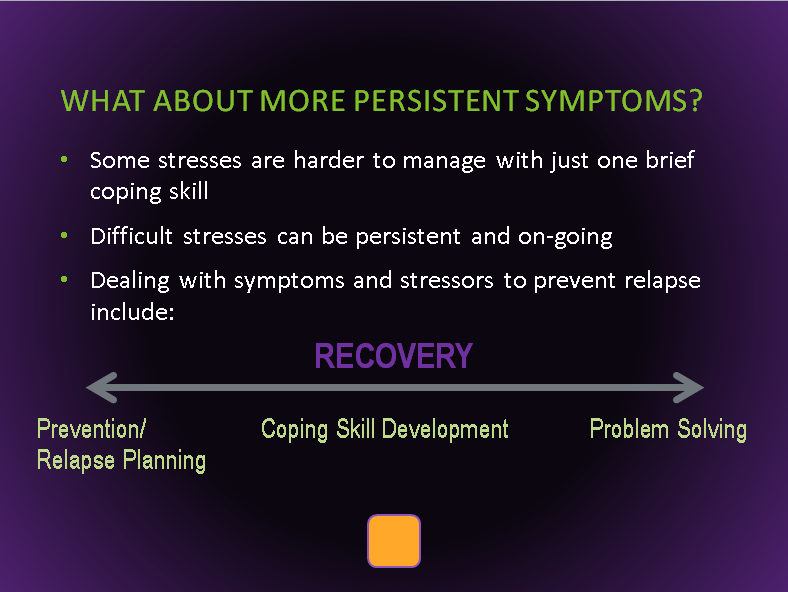 WHAT ABOUT MORE PERSISTENT SYMPTOMS?
• Some stresses are harder to manage with just one brief
coping skill
• Difficult stresses can be persistent and on-going
• Dealing with symptoms and stressors to prevent relapse
include:
RECOVERY
Prevention/
Relapse Planning
Coping Skill Development
Problem Solving